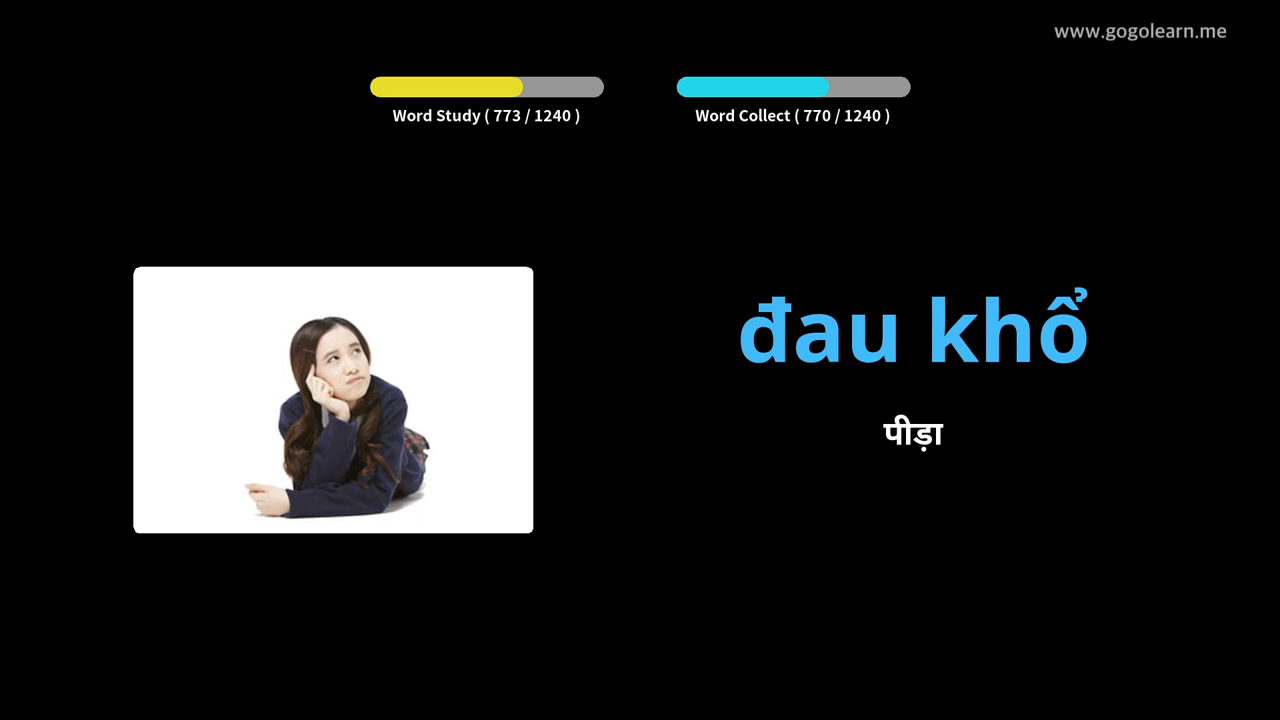 www.gogolearn.me
Word Study ( 773 / 1240 )
Word Collect ( 770 / 1240 )
đau khổ
पीड़ा